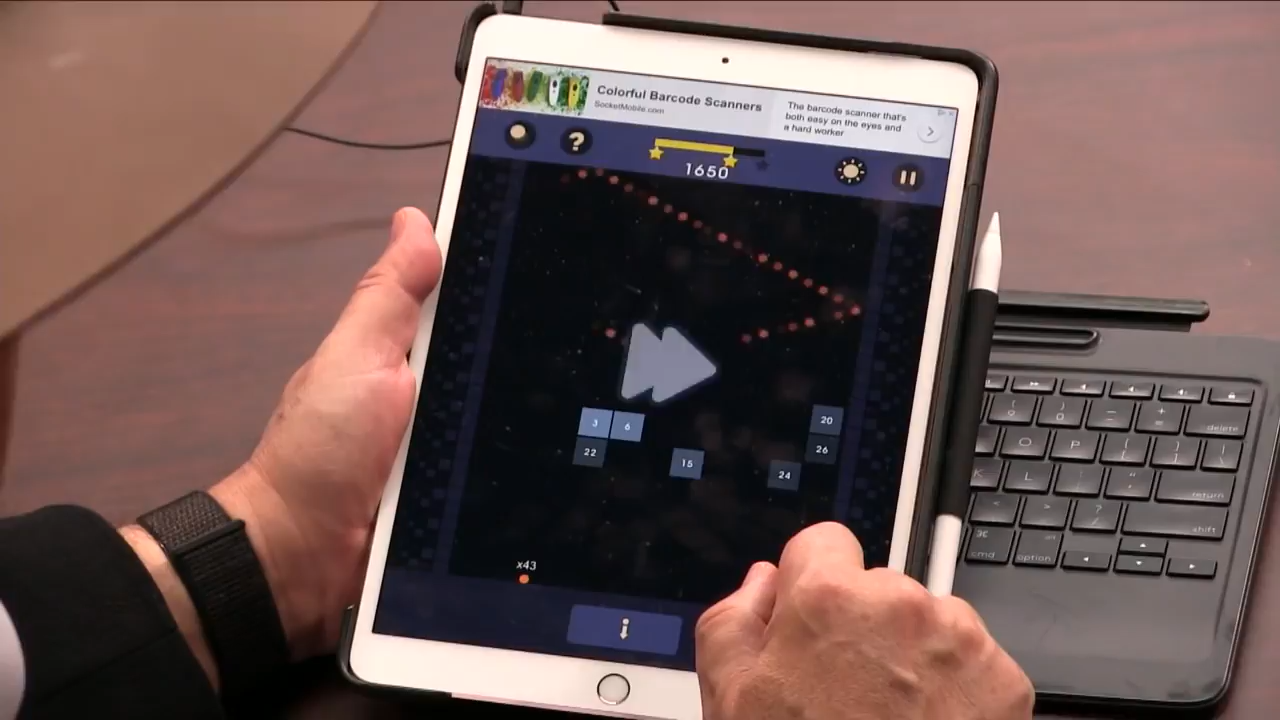 Colorful Barcode Scanners
SocketMobile.com
The barcode scanner that's
both easy on the eyes and
a hard worker
?
1650
3
6
20
22
15
26
24
x43
delete
O
P
K
L
return
shift
cmd
option